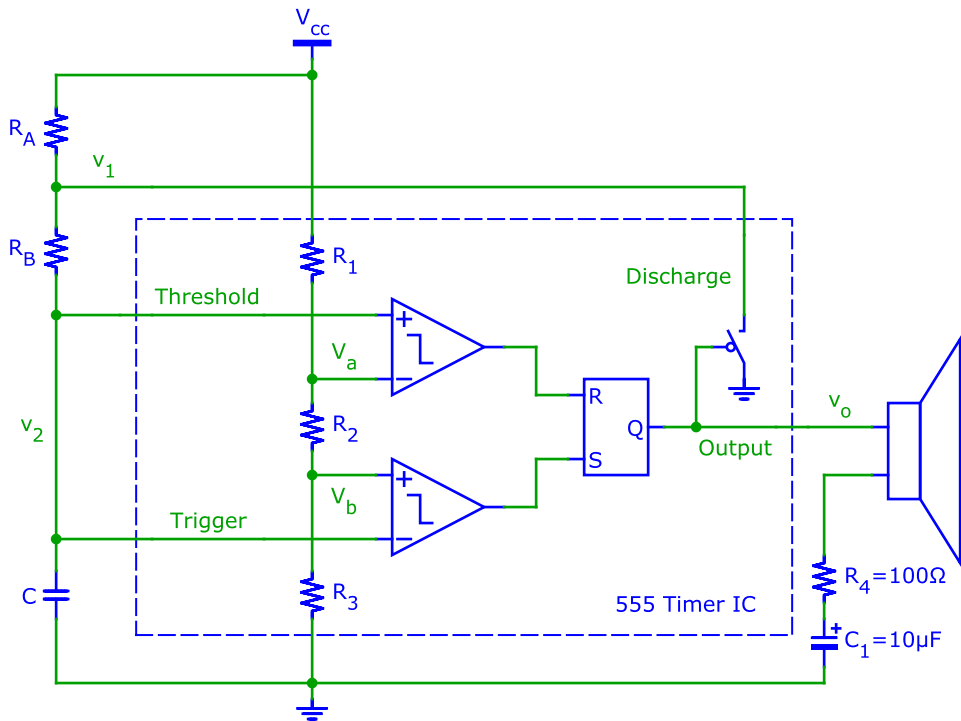 Vcc
RA
v1
RB
R1
Discharge
Threshold
+
Va
−
R
v2
R2
Q
vo
Output
S
+
Vb
Trigger
−
C
R3
R4=100Ω
555 Timer IC
+
C1=10µF